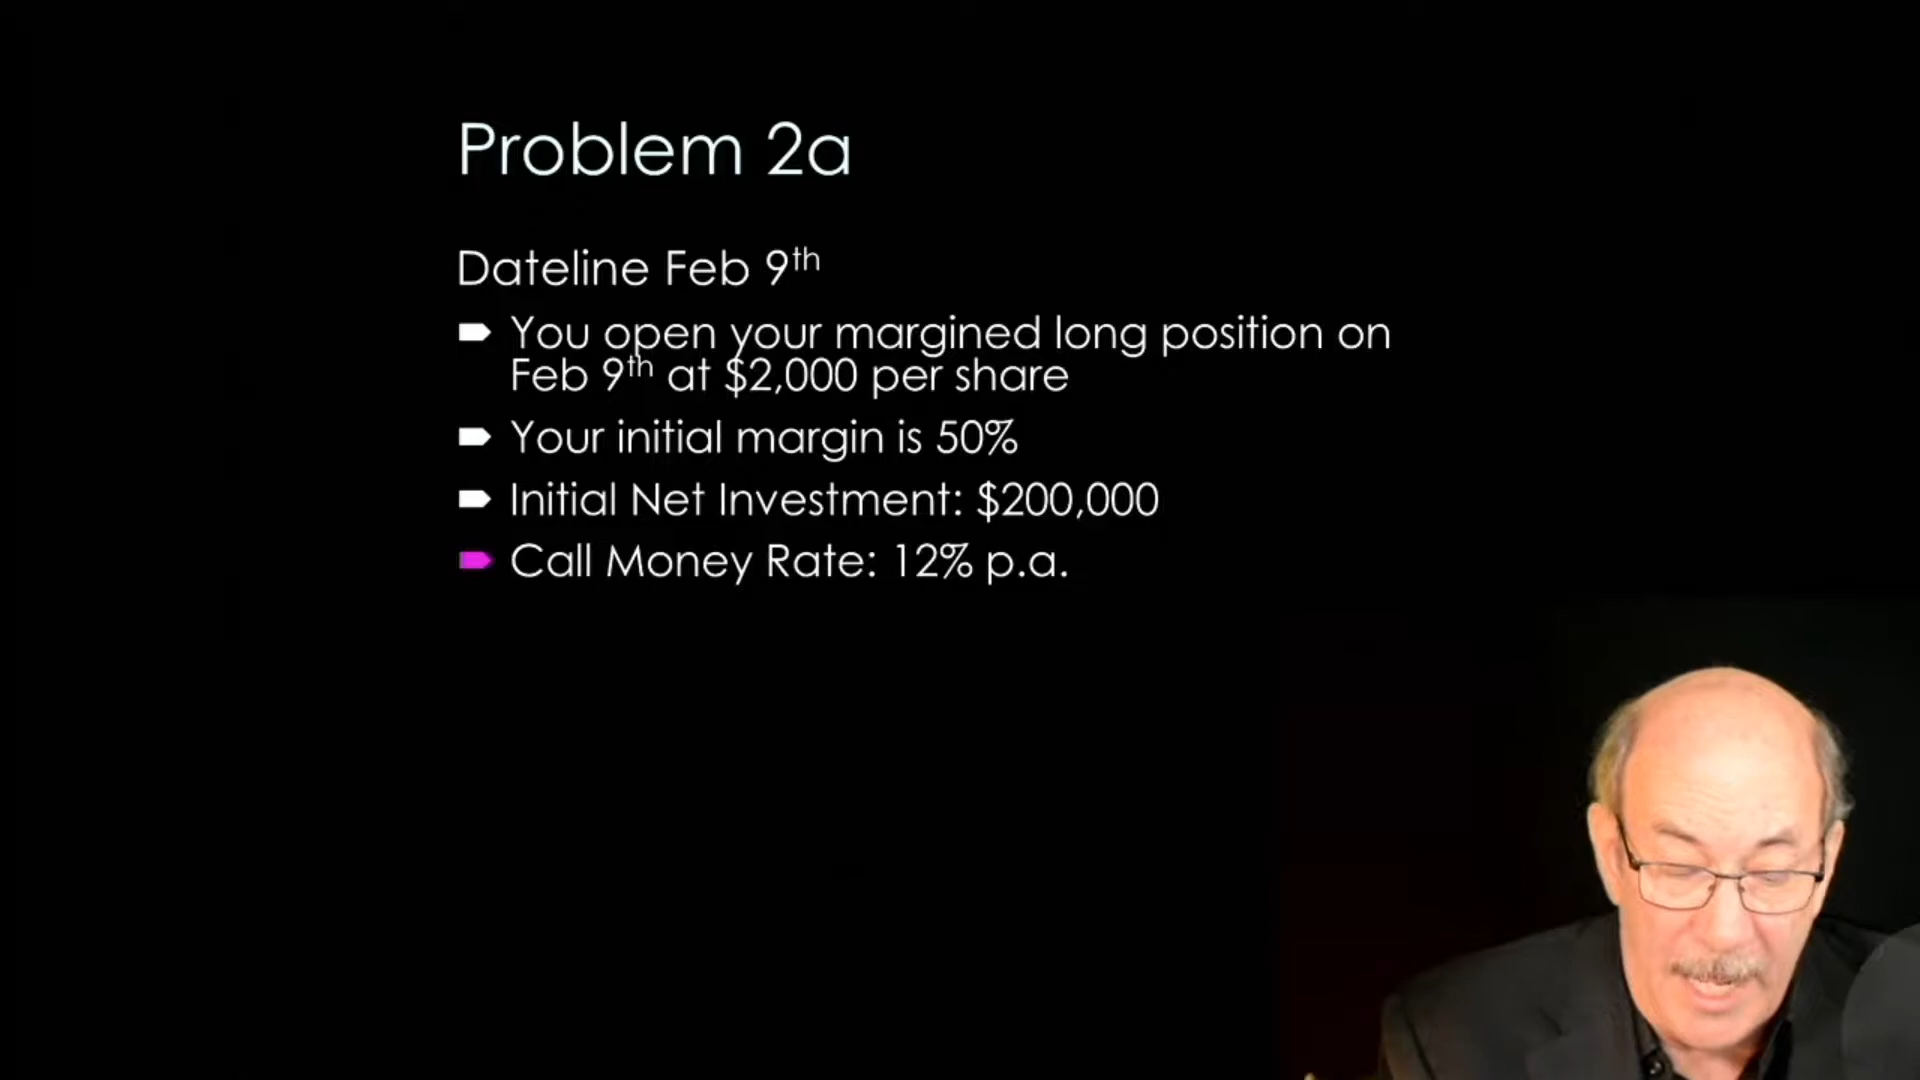 Problem 2a
Dateline Feb 9th
You open your margined long position on
Feb 9th at $2,000 per share
Your initial margin is 50%
Initial Net Investment: $200,000
Call Money Rate: 12% p.a.